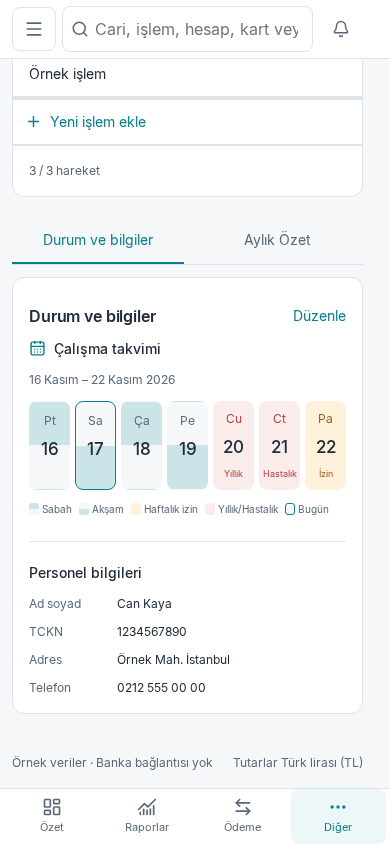 Cari, işlem, hesap, kart vey
Örnek işlem
+ Yeni işlem ekle
3 / 3 hareket
Durum ve bilgiler Aylık Özet
Durum ve bilgiler Düzenle
Çalışma takvimi
16 Kasım – 22 Kasım 2026
Pt Sa Ça Pe Cu Ct Pa
16 17 18 19 20 21 22
Yıllık Hastalık İzin
Sabah Akşam Haftalık izin Yıllık/Hastalık Bugün
Personel bilgileri
Ad soyad Can Kaya
TCKN 1234567890
Adres Örnek Mah. İstanbul
Telefon 0212 555 00 00
Örnek veriler · Banka bağlantısı yok Tutarlar Türk lirası (TL)
Özet Raporlar Ödeme Diğer